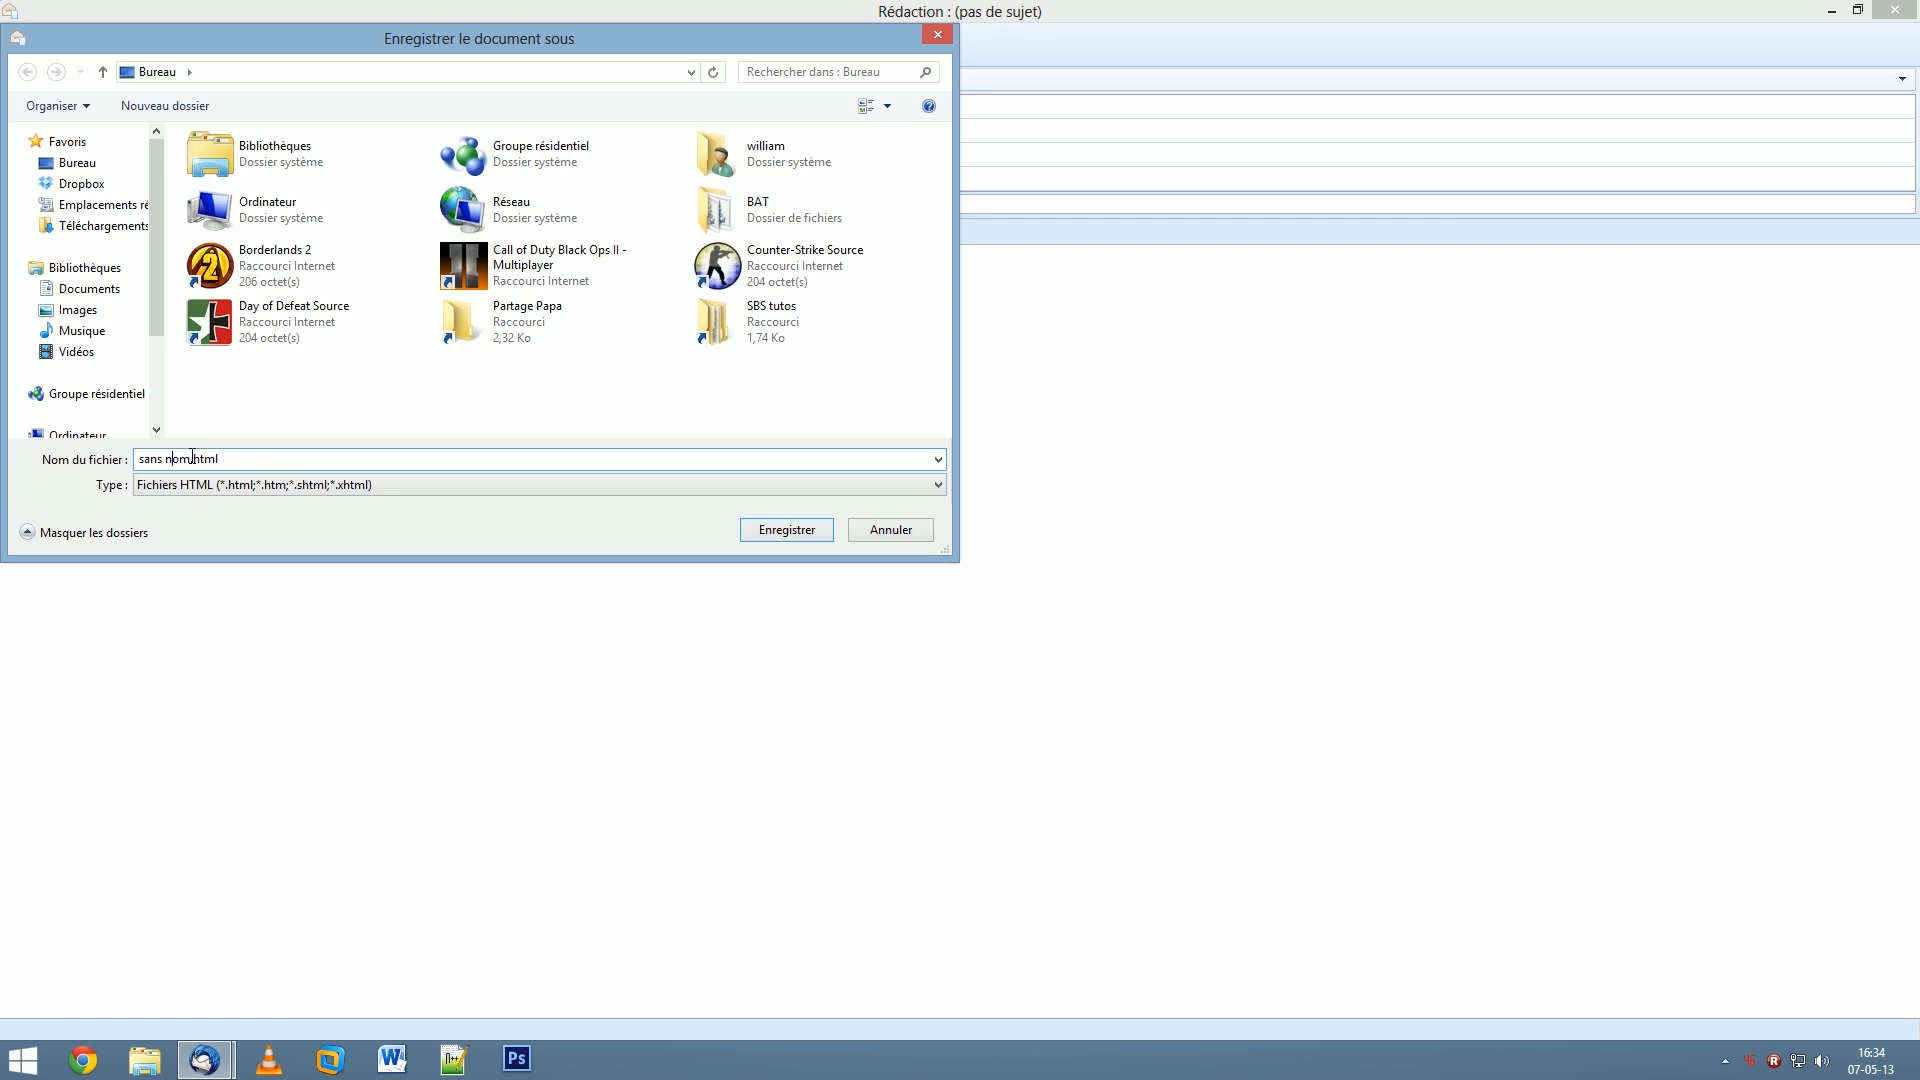 Rédaction : (pas de sujet)
Enregistrer le document sous
Bureau
Rechercher dans : Bureau
Organiser
Nouveau dossier
Favoris
Bureau
Dropbox
Emplacements ré
Téléchargements
Bibliothèques
Documents
Images
Musique
Vidéos
Groupe résidentiel
Ordinateur
Bibliothèques
Dossier système
Groupe résidentiel
Dossier système
william
Dossier système
Ordinateur
Dossier système
Réseau
Dossier système
BAT
Dossier de fichiers
Borderlands 2
Raccourci Internet
206 octet(s)
Call of Duty Black Ops II -
Multiplayer
Raccourci Internet
Counter-Strike Source
Raccourci Internet
204 octet(s)
Day of Defeat Source
Raccourci Internet
204 octet(s)
Partage Papa
Raccourci
2,32 Ko
SBS tutos
Raccourci
1,74 Ko
Nom du fichier :
sans nom.html
Type :
Fichiers HTML (*.html;*.htm;*.shtml;*.xhtml)
Masquer les dossiers
Enregistrer
Annuler
W
n++
Ps
46
R
16:34
07-05-13